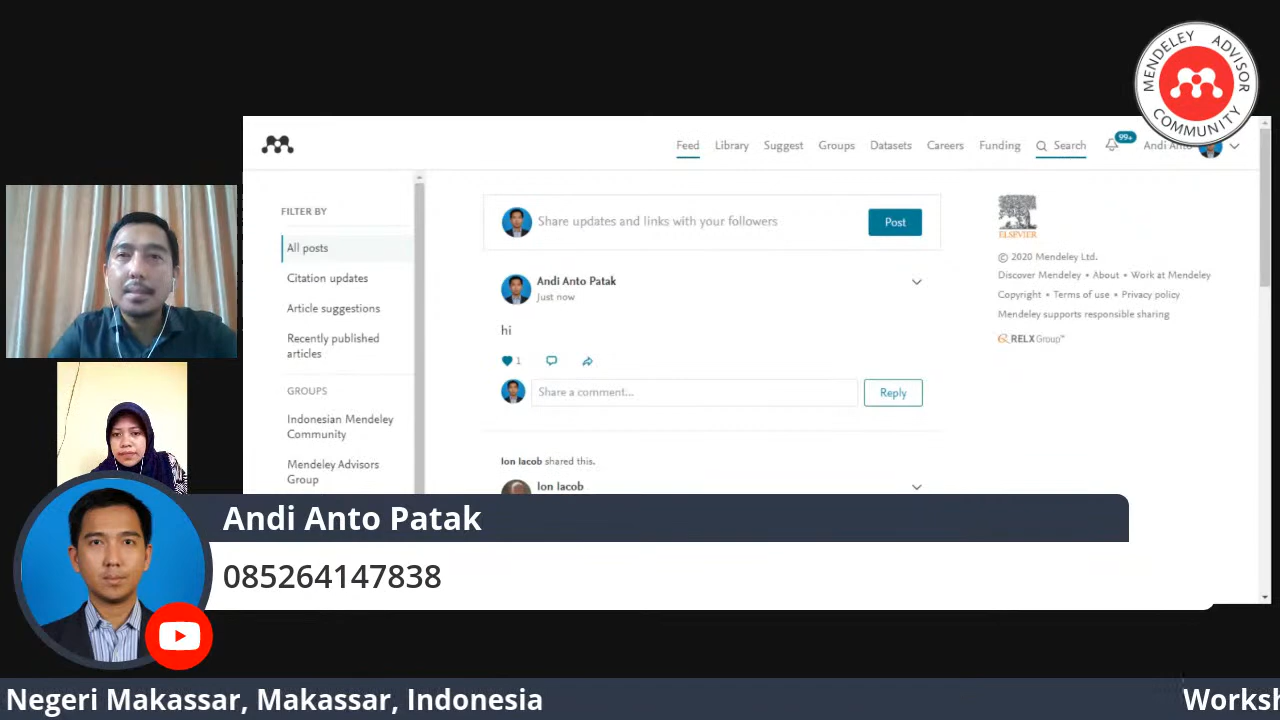 MENDELEY ADVISOR COMMUNITY
Feed Library Suggest Groups Datasets Careers Funding Search 99+ Andi Anto
FILTER BY
All posts
Citation updates
Article suggestions
Recently published
articles
GROUPS
Indonesian Mendeley
Community
Mendeley Advisors
Group
Share updates and links with your followers Post
Andi Anto Patak
Just now
hi
1
Share a comment... Reply
Ion Iacob shared this.
Ion Iacob
ELSEVIER
© 2020 Mendeley Ltd.
Discover Mendeley • About • Work at Mendeley
Copyright • Terms of use • Privacy policy
Mendeley supports responsible sharing
RELX Group™
Andi Anto Patak
085264147838
Negeri Makassar, Makassar, Indonesia